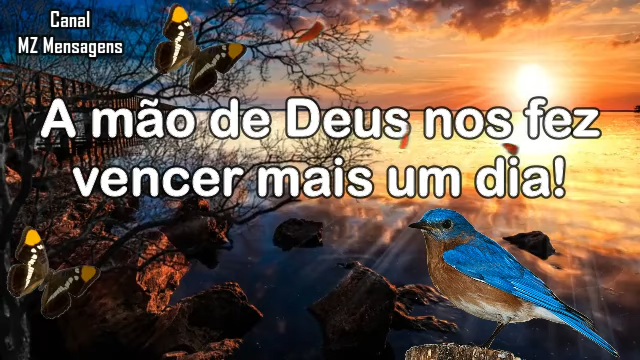 Canal
MZ Mensagens
A mão de Deus nos fez
vencer mais um dia!